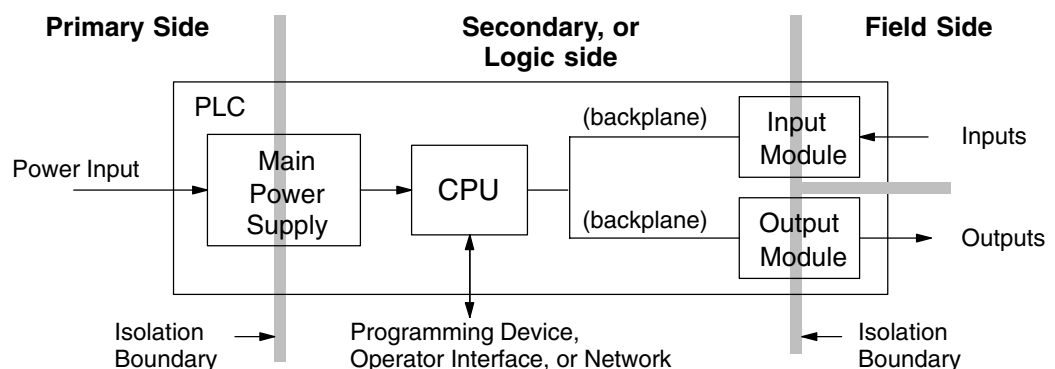 Primary Side
Secondary, or
Logic side
Field Side
PLC
(backplane)
Input
Module
Inputs
Power Input
Main
Power
Supply
CPU
(backplane)
Output
Module
Outputs
Isolation
Boundary
Programming Device,
Operator Interface, or Network
Isolation
Boundary